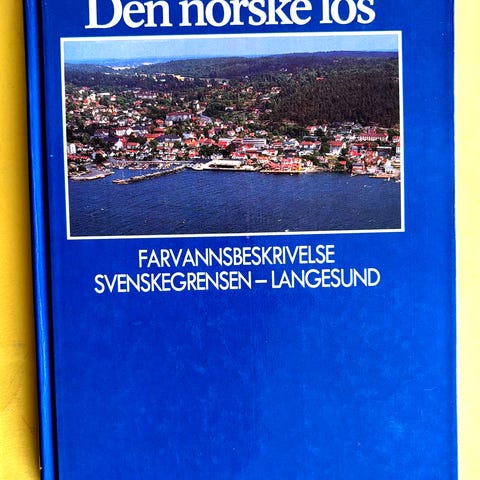 Den norske los
FARVANNSBESKRIVELSE
SVENSKEGRENSEN – LANGESUND